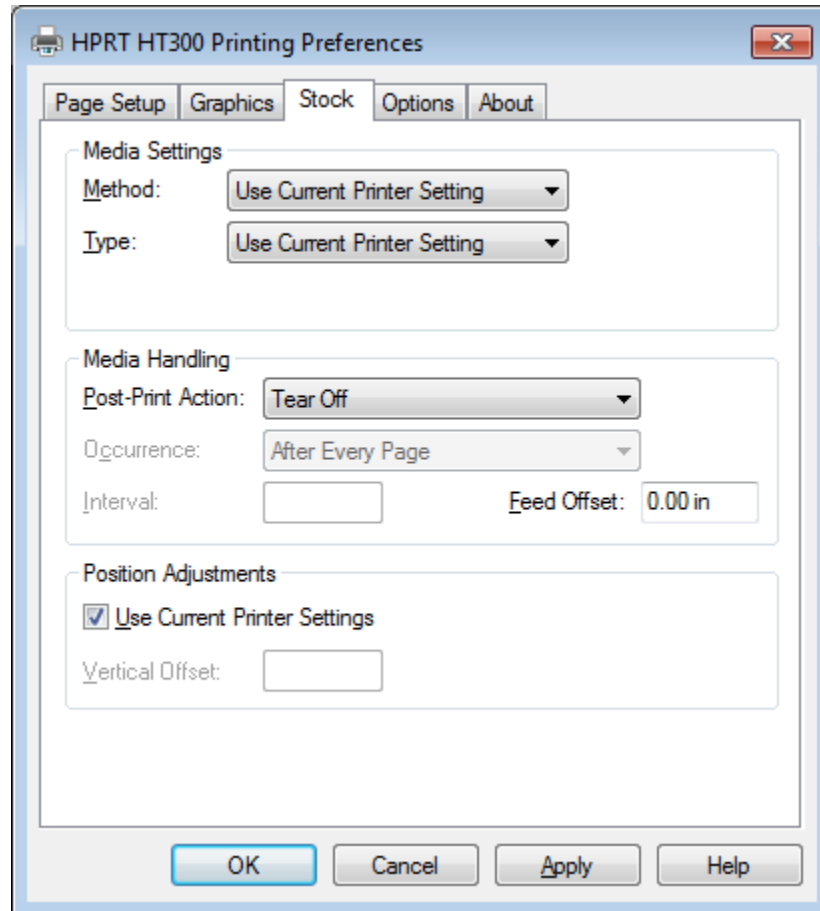 HPRT HT300 Printing Preferences
Page Setup Graphics Stock Options About
Media Settings
Method: Use Current Printer Setting
Type: Use Current Printer Setting
Media Handling
Post-Print Action: Tear Off
Occurrence: After Every Page
Interval: Feed Offset: 0.00 in
Position Adjustments
Use Current Printer Settings
Vertical Offset:
OK Cancel Apply Help